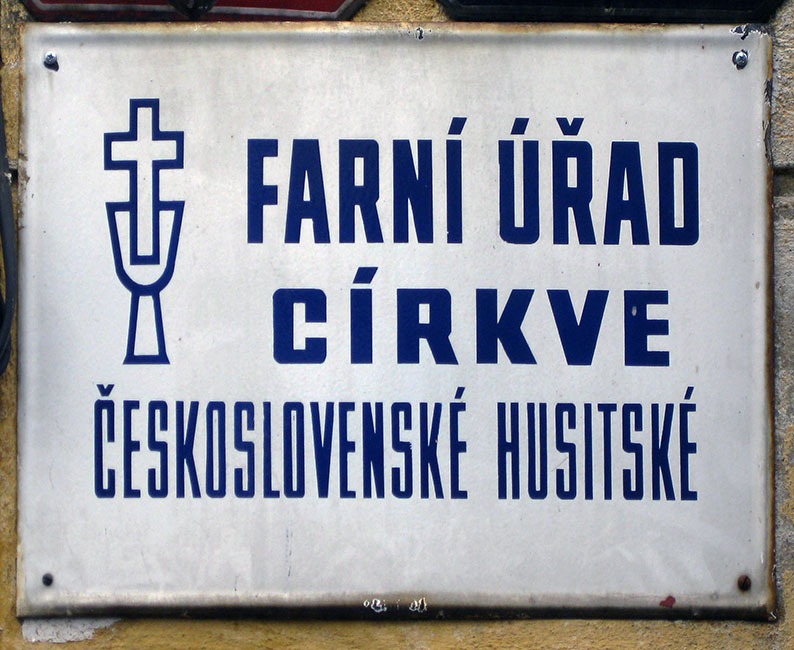 FARNÍ ÚŘAD
CÍRKVE
ČESKOSLOVENSKÉ HUSITSKÉ